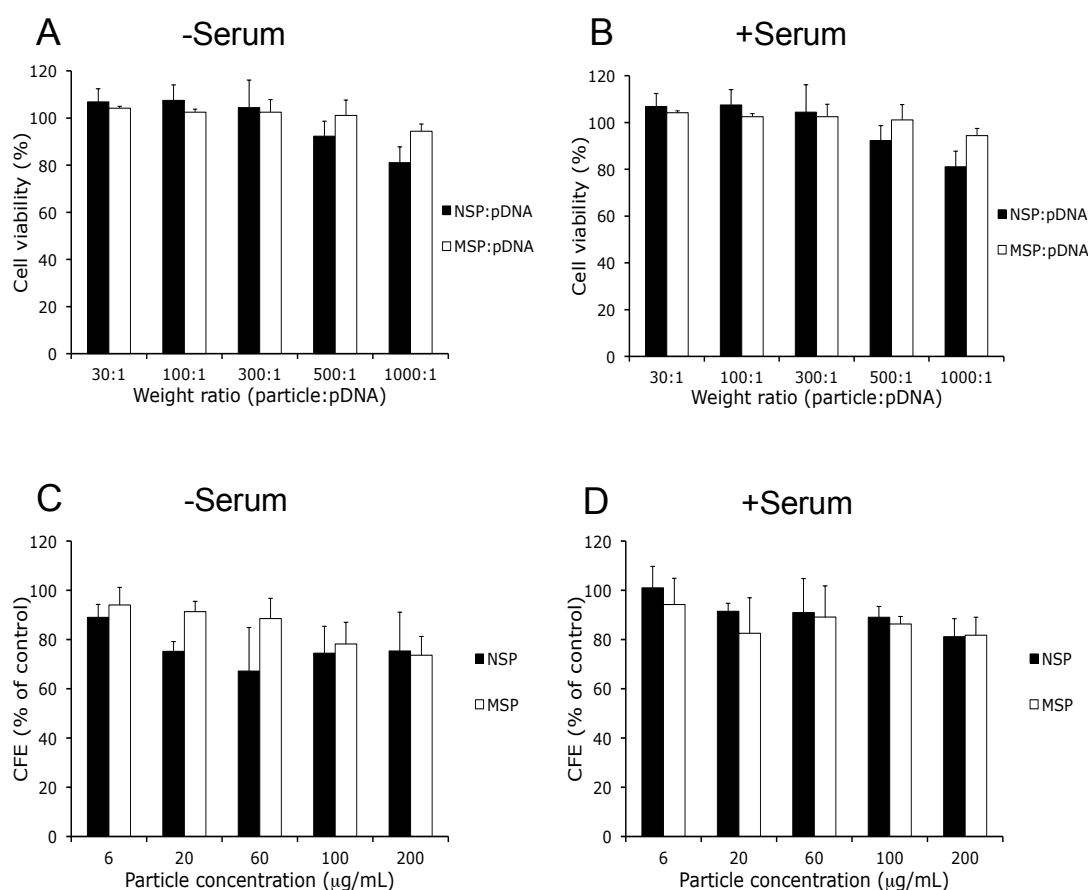 A
-Serum
120
100
80
60
40
20
0
Cell viability (%)
30:1 100:1 300:1 500:1 1000:1
Weight ratio (particle:pDNA)
NSP:pDNA
MSP:pDNA
B
+Serum
120
100
80
60
40
20
0
Cell viability (%)
30:1 100:1 300:1 500:1 1000:1
Weight ratio (particle:pDNA)
NSP:pDNA
MSP:pDNA
C
-Serum
120
100
80
60
40
20
0
CFE (% of control)
6 20 60 100 200
Particle concentration (μg/mL)
NSP
MSP
D
+Serum
120
100
80
60
40
20
0
CFE (% of control)
6 20 60 100 200
Particle concentration (μg/mL)
NSP
MSP